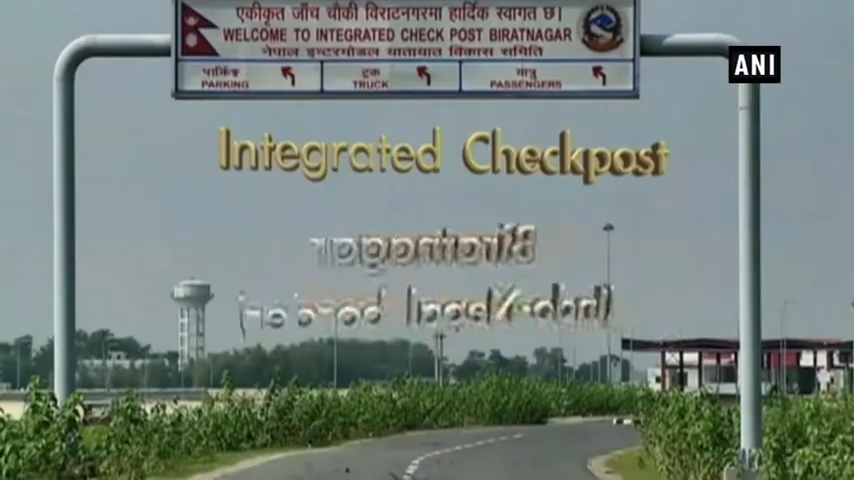 एकीकृत जाँच चौकी विराटनगरमा हार्दिक स्वागत छ।
WELCOME TO INTEGRATED CHECK POST BIRATNAGAR
नेपाल इन्टरमोडल यातायात विकास समिति
पार्किङ्ग ट्रक यात्रु
PARKING TRUCK PASSENGERS
ANI
Integrated Checkpost